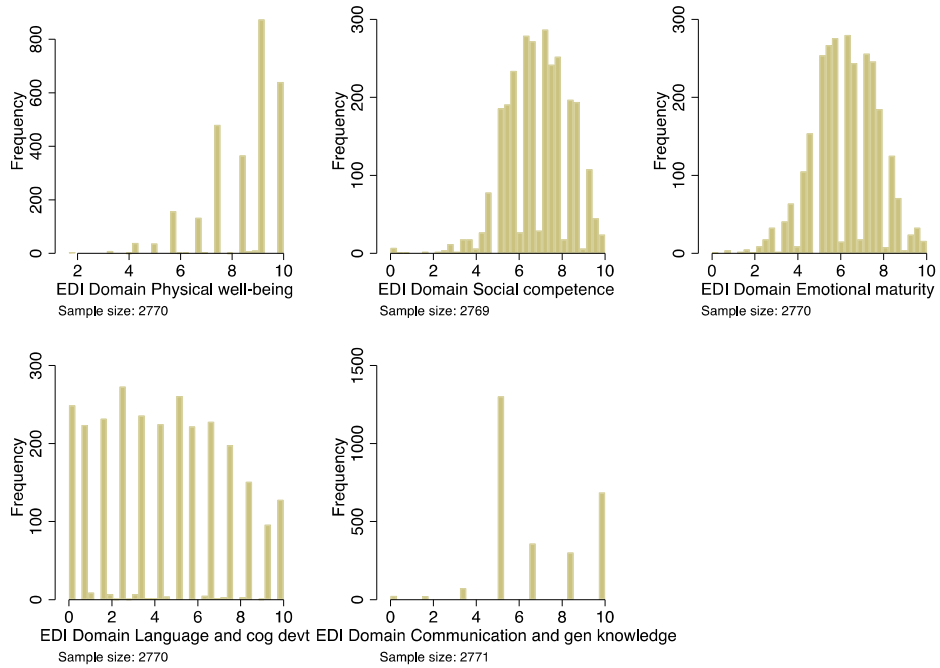 Frequency
0 200 400 600 800
2 4 6 8 10
EDI Domain Physical well-being
Sample size: 2770
Frequency
0 100 200 300
0 2 4 6 8 10
EDI Domain Social competence
Sample size: 2769
Frequency
0 100 200 300
0 2 4 6 8 10
EDI Domain Emotional maturity
Sample size: 2770
Frequency
0 100 200 300
0 2 4 6 8 10
EDI Domain Language and cog devt
Sample size: 2770
Frequency
0 500 1000 1500
0 2 4 6 8 10
EDI Domain Communication and gen knowledge
Sample size: 2771